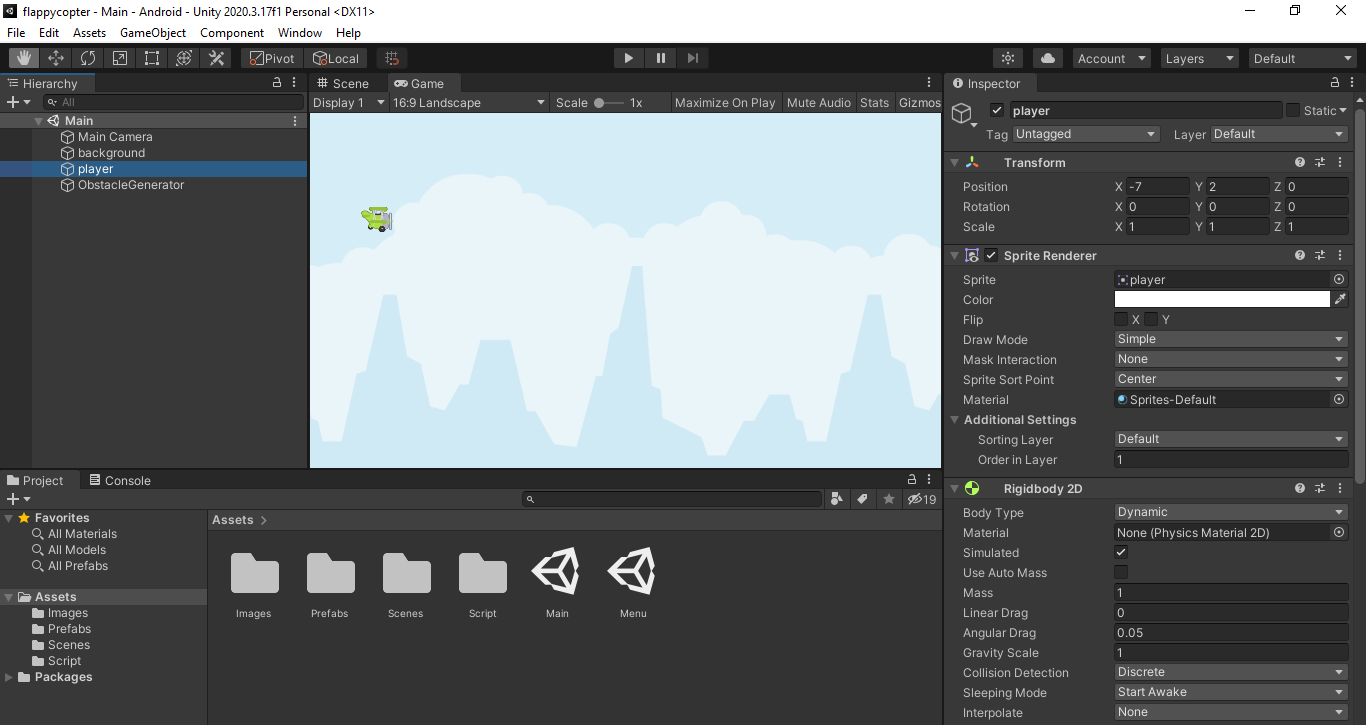 flappycopter - Main - Android - Unity 2020.3.17f1 Personal <DX11>
File Edit Assets GameObject Component Window Help
Pivot Local Account Layers Default
Hierarchy
All
Main
Main Camera
background
player
ObstacleGenerator
Scene Game
Display 1 16:9 Landscape Scale 1x Maximize On Play Mute Audio Stats Gizmos
Project Console
19
Favorites
All Materials
All Models
All Prefabs
Assets
Images
Prefabs
Scenes
Script
Packages
Assets
Images Prefabs Scenes Script Main Menu
Inspector
player Static
Tag Untagged Layer Default
Transform
Position X -7 Y 2 Z 0
Rotation X 0 Y 0 Z 0
Scale X 1 Y 1 Z 1
Sprite Renderer
Sprite player
Color
Flip X Y
Draw Mode Simple
Mask Interaction None
Sprite Sort Point Center
Material Sprites-Default
Additional Settings
Sorting Layer Default
Order in Layer 1
Rigidbody 2D
Body Type Dynamic
Material None (Physics Material 2D)
Simulated
Use Auto Mass
Mass 1
Linear Drag 0
Angular Drag 0.05
Gravity Scale 1
Collision Detection Discrete
Sleeping Mode Start Awake
Interpolate None